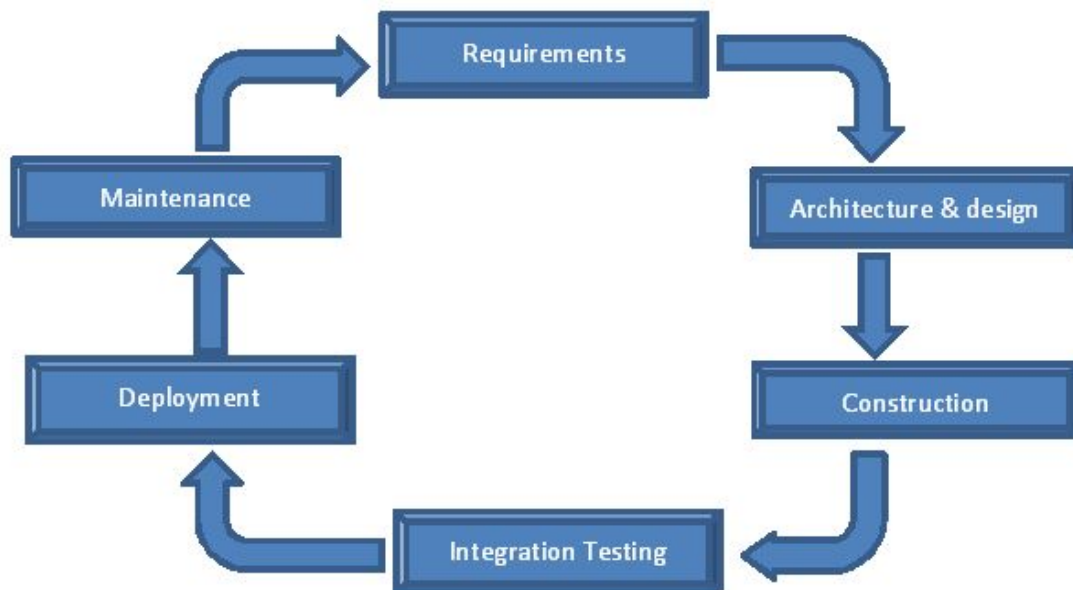 Requirements
Architecture & design
Construction
Integration Testing
Deployment
Maintenance